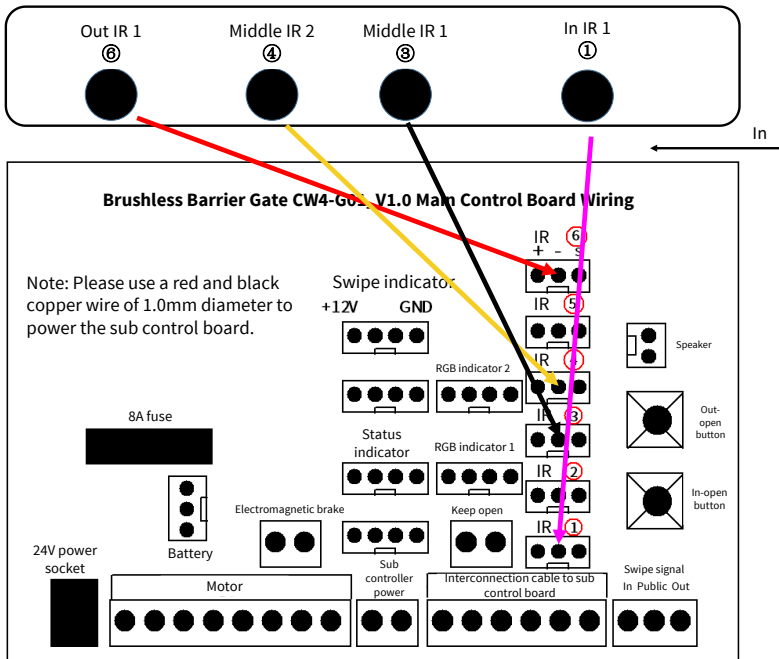 Out IR 1
Middle IR 2
Middle IR 1
In IR 1
⑥
④
③
①
In
Brushless Barrier Gate CW4-G01_V1.0 Main Control Board Wiring
IR ⑥
+ - S
Note: Please use a red and black
copper wire of 1.0mm diameter to
power the sub control board.
Swipe indicator
+12V GND
IR ⑤
Speaker
IR ④
RGB indicator 2
8A fuse
IR ③
Out-
open
button
Status
indicator
RGB indicator 1
IR ②
In-open
button
Electromagnetic brake
Keep open
IR ①
24V power
socket
Battery
Sub
controller
power
Motor
Interconnection cable to sub
control board
Swipe signal
In Public Out